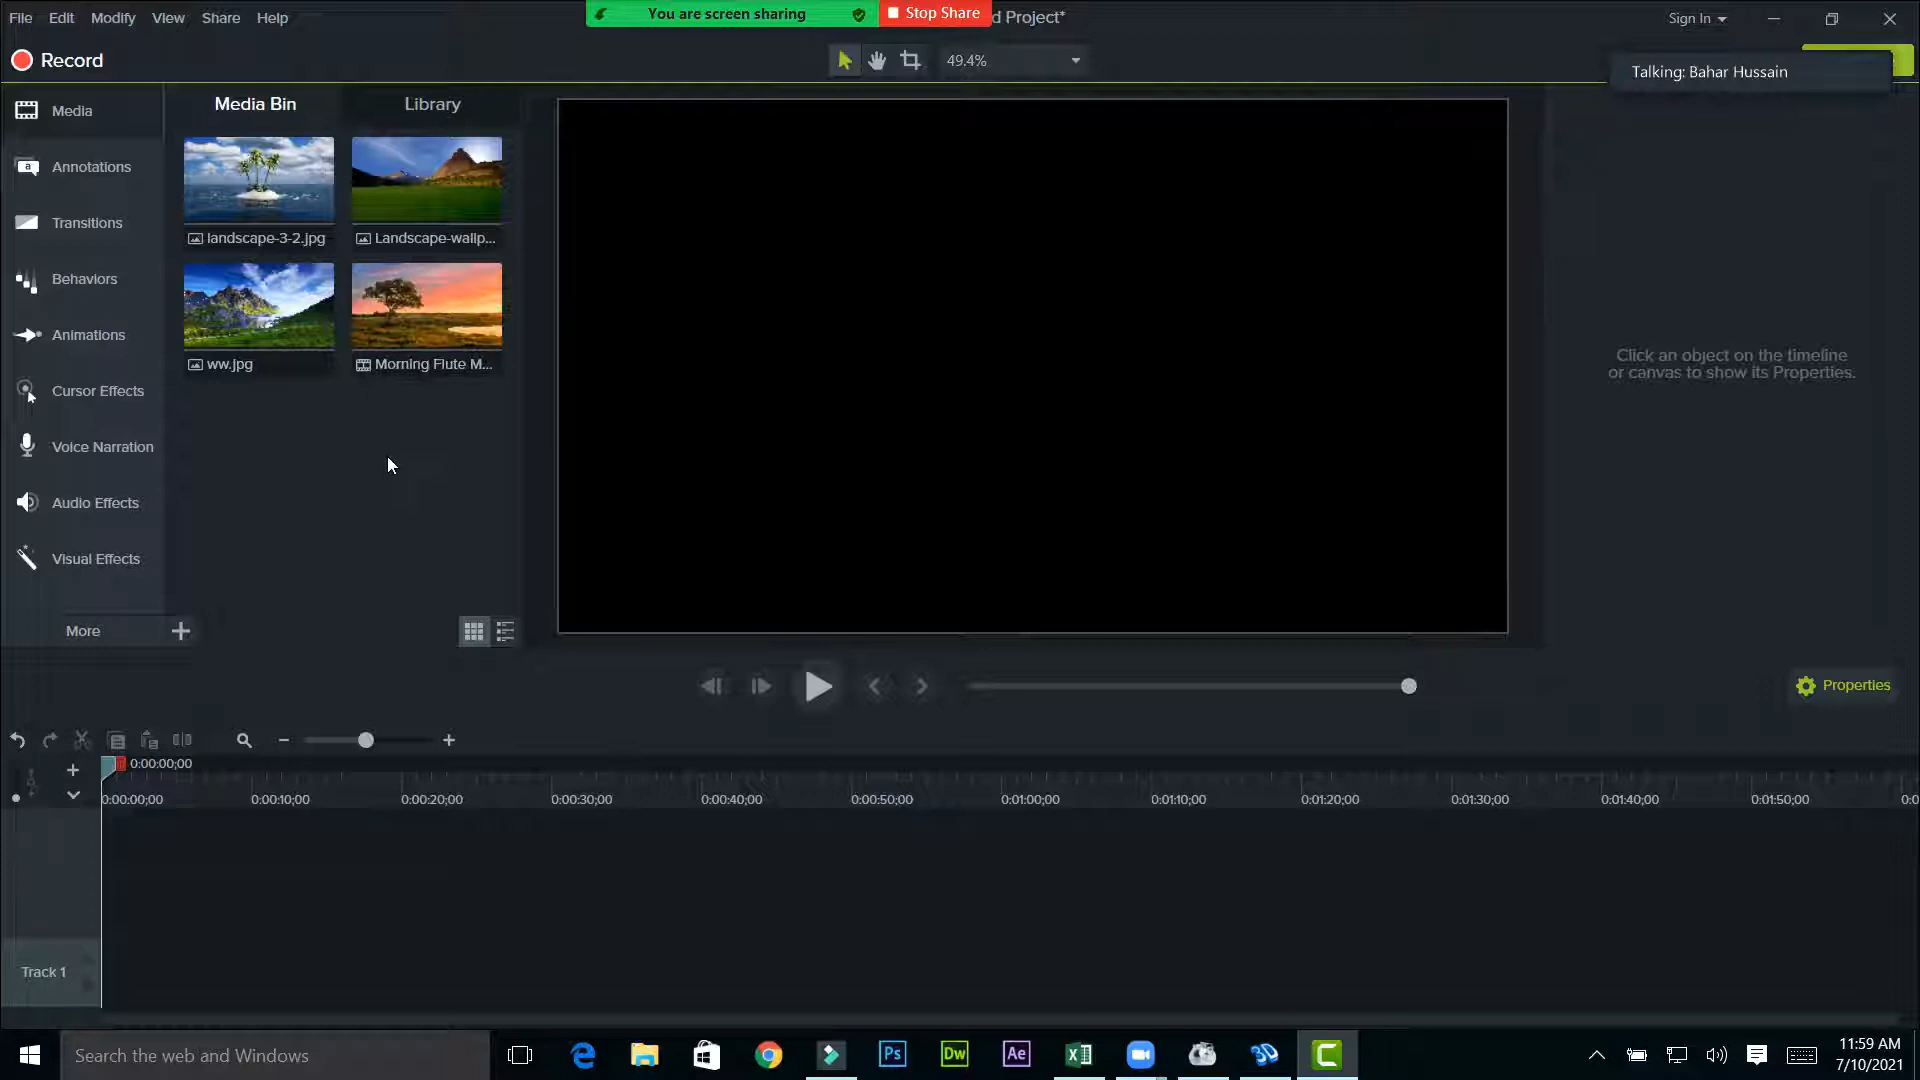 File Edit Modify View Share Help
You are screen sharing
Stop Share
d Project*
Sign In
Record
49.4%
Talking: Bahar Hussain
Media
Media Bin
Library
Annotations
Transitions
landscape-3-2.jpg
Landscape-wallp...
Behaviors
Animations
ww.jpg
Morning Flute M...
Click an object on the timeline
or canvas to show its Properties.
Cursor Effects
Voice Narration
Audio Effects
Visual Effects
More
Properties
0:00:00;00
0:00:00;00 0:00:10;00 0:00:20;00 0:00:30;00 0:00:40;00 0:00:50;00 0:01:00;00 0:01:10;00 0:01:20;00 0:01:30;00 0:01:40;00 0:01:50;00 0:0
Track 1
Search the web and Windows
Ps
Dw
Ae
11:59 AM
7/10/2021